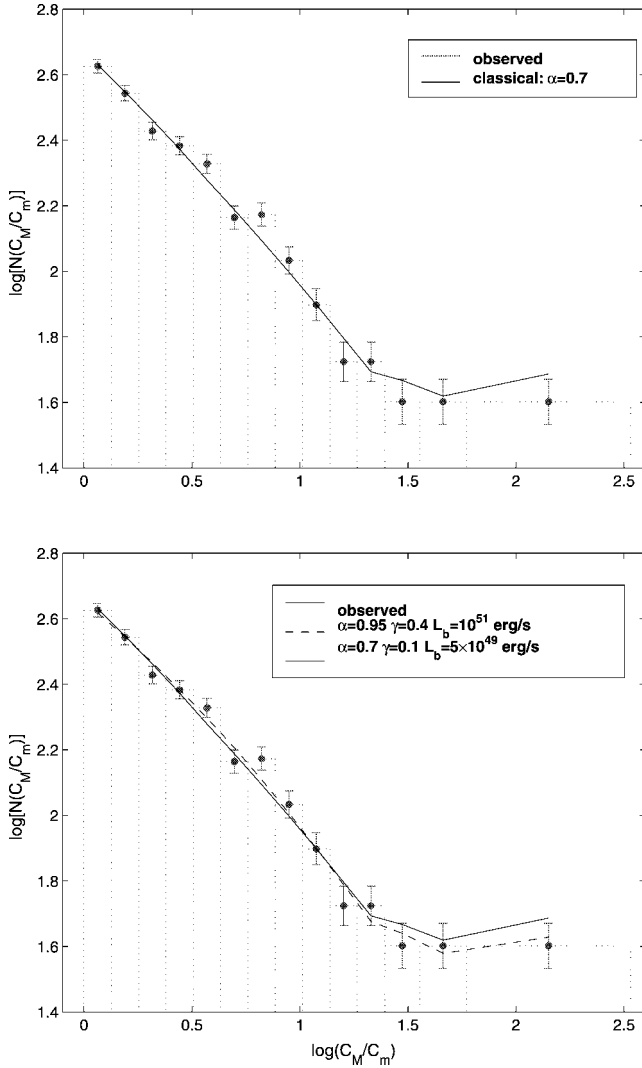 2.8
2.6
2.4
2.2
2
1.8
1.6
1.4
log[N(C_M/C_m)]
observed
classical: α=0.7
0 0.5 1 1.5 2 2.5
2.8
2.6
2.4
2.2
2
1.8
1.6
1.4
log[N(C_M/C_m)]
observed
α=0.95 γ=0.4 L_b=10^51 erg/s
α=0.7 γ=0.1 L_b=5×10^49 erg/s
0 0.5 1 1.5 2 2.5
log(C_M/C_m)